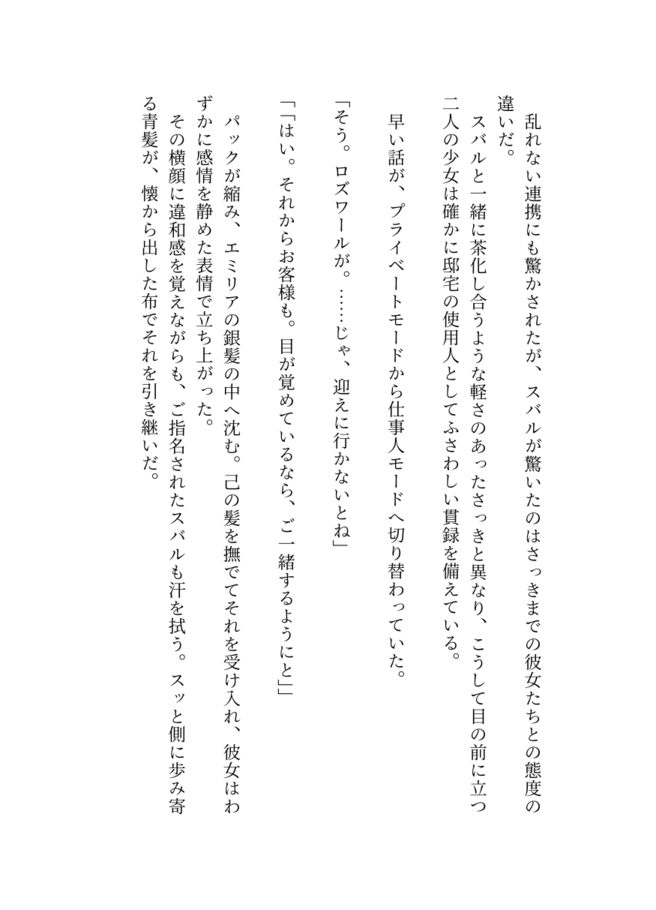 乱れない連携にも驚かされたが、スバルが驚いたのはさっきまでの彼女たちとの態度の
違いだ。
スバルと一緒に茶化し合うような軽さのあったさっきと異なり、こうして目の前に立つ
二人の少女は確かに邸宅の使用人としてふさわしい貫録を備えている。
早い話が、プライベートモードから仕事人モードへ切り替わっていた。
「そう。ロズワールが。……じゃ、迎えに行かないとね」
「「はい。それからお客様も。目が覚めているなら、ご一緒するようにと」」
パックが縮み、エミリアの銀髪の中へ沈む。己の髪を撫でてそれを受け入れ、彼女はわ
ずかに感情を静めた表情で立ち上がった。
その横顔に違和感を覚えながらも、ご指名されたスバルも汗を拭う。スッと側に歩み寄
る青髪が、懐から出した布でそれを引き継いだ。